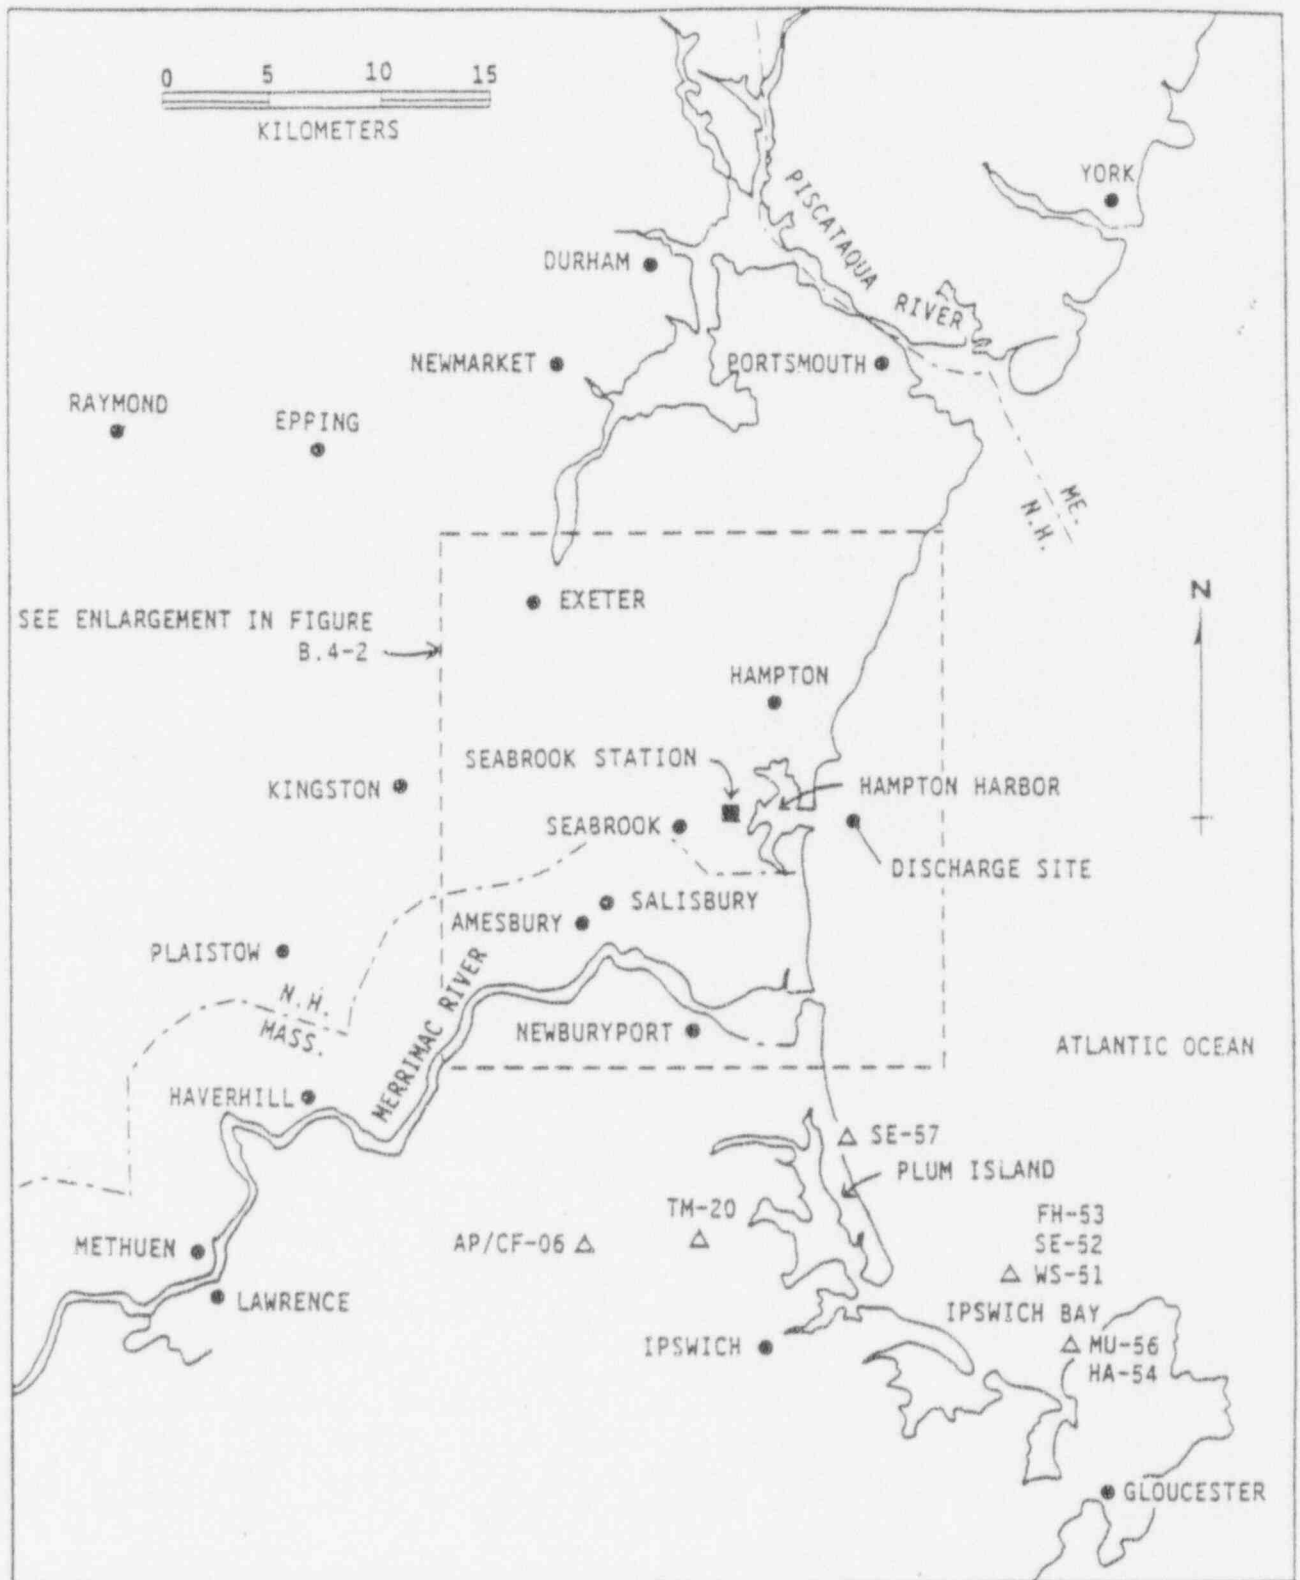 0 5 10 15
KILOMETERS
YORK
PISCATAQUA
RIVER
DURHAM
NEWMARKET
PORTSMOUTH
RAYMOND
EPPING
ME.
N.H.
SEE ENLARGEMENT IN FIGURE
B.4-2
EXETER
N
HAMPTON
SEABROOK STATION
KINGSTON
HAMPTON HARBOR
SEABROOK
DISCHARGE SITE
SALISBURY
AMESBURY
PLAISTOW
MERRIMAC RIVER
N.H.
MASS.
NEWBURYPORT
ATLANTIC OCEAN
HAVERHILL
SE-57
PLUM ISLAND
TM-20
FH-53
SE-52
WS-51
AP/CF-06
METHUEN
LAWRENCE
IPSWICH BAY
IPSWICH
MU-56
HA-54
GLOUCESTER